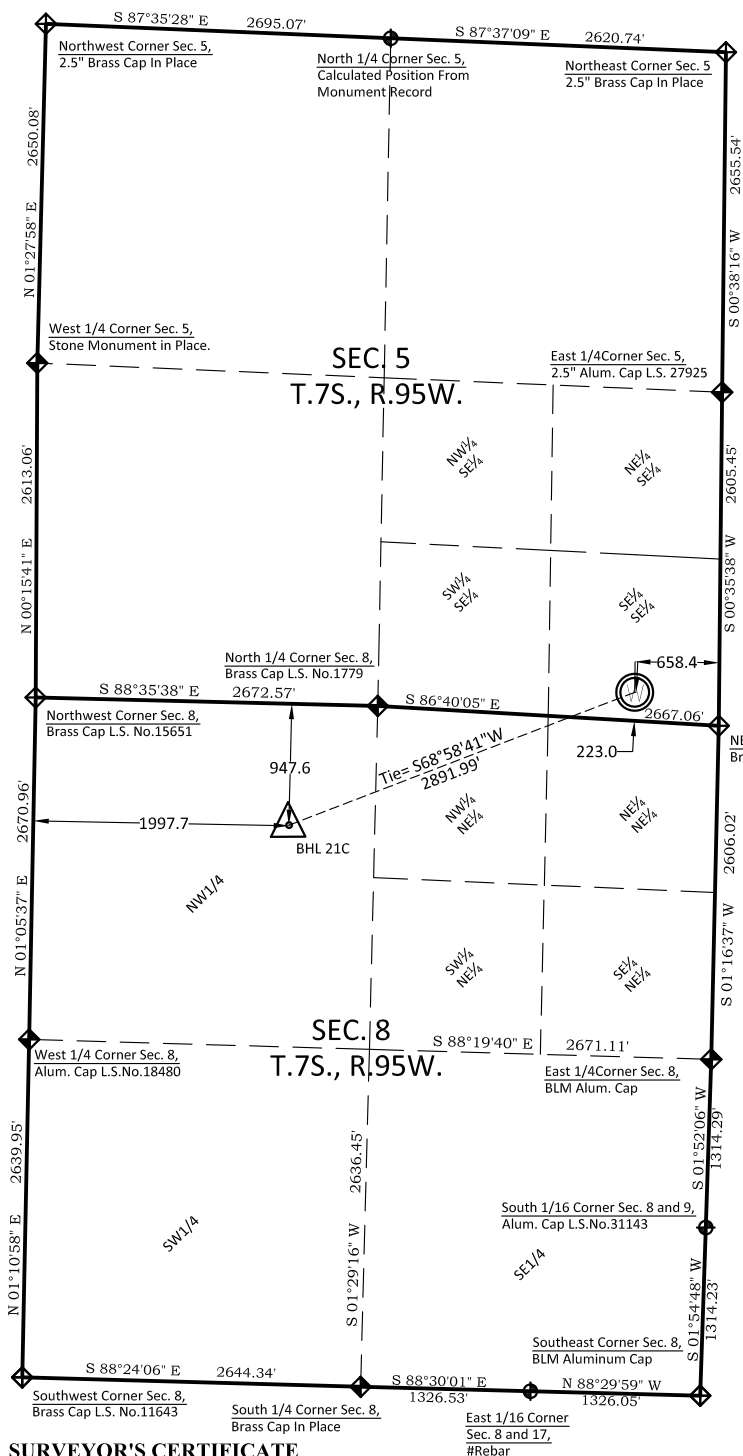 S 87°35'28" E 2695.07'
S 87°37'09" E 2620.74'
Northwest Corner Sec. 5,
2.5" Brass Cap In Place
North 1/4 Corner Sec. 5,
Calculated Position From
Monument Record
Northeast Corner Sec. 5
2.5" Brass Cap In Place
N 01°27'58" E 2650.08'
S 00°38'16" W 2655.54'
West 1/4 Corner Sec. 5,
Stone Monument in Place.
SEC. 5
T.7S., R.95W.
East 1/4Corner Sec. 5,
2.5" Alum. Cap L.S. 27925
NW¼
SE¼
NE¼
SE¼
N 00°15'41" E 2613.06'
S 00°35'38" W 2605.45'
SW¼
SE¼
SE¼
SE¼
658.4
North 1/4 Corner Sec. 8,
Brass Cap L.S. No.1779
S 88°35'38" E 2672.57'
S 86°40'05" E 2667.06'
Northwest Corner Sec. 8,
Brass Cap L.S. No.15651
223.0
NE
Br
947.6
Tie= S68°58'41"W
2891.99'
1997.7
BHL 21C
NW¼
NE¼
NE¼
NE¼
N 01°05'37" E 2670.96'
S 01°16'37" W 2606.02'
NW1/4
SW¼
NE¼
SE¼
NE¼
SEC. 8
T.7S., R.95W.
S 88°19'40" E 2671.11'
West 1/4 Corner Sec. 8,
Alum. Cap L.S.No.18480
East 1/4Corner Sec. 8,
BLM Alum. Cap
N 01°10'58" E 2639.95'
S 01°29'16" W 2636.45'
S 01°52'06" W
1314.29'
South 1/16 Corner Sec. 8 and 9,
Alum. Cap L.S.No.31143
SW1/4
SE1/4
S 01°54'48" W
1314.23'
Southeast Corner Sec. 8,
BLM Aluminum Cap
S 88°24'06" E 2644.34'
S 88°30'01" E
1326.53'
N 88°29'59" W
1326.05'
Southwest Corner Sec. 8,
Brass Cap L.S. No.11643
South 1/4 Corner Sec. 8,
Brass Cap In Place
East 1/16 Corner
Sec. 8 and 17,
#Rebar
SURVEYOR'S CERTIFICATE